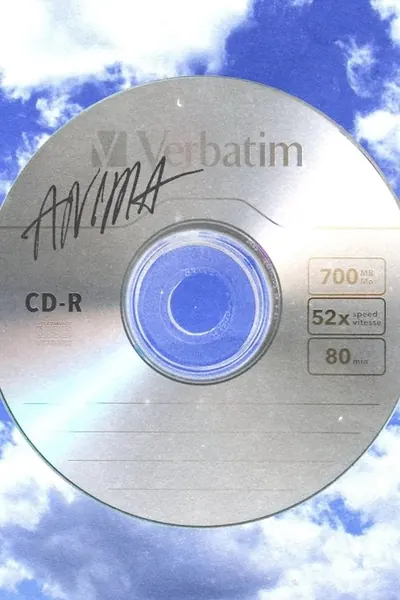 Verbatim
ANIMA
700 MB Mo
CD-R
52x speed vitesse
80 min